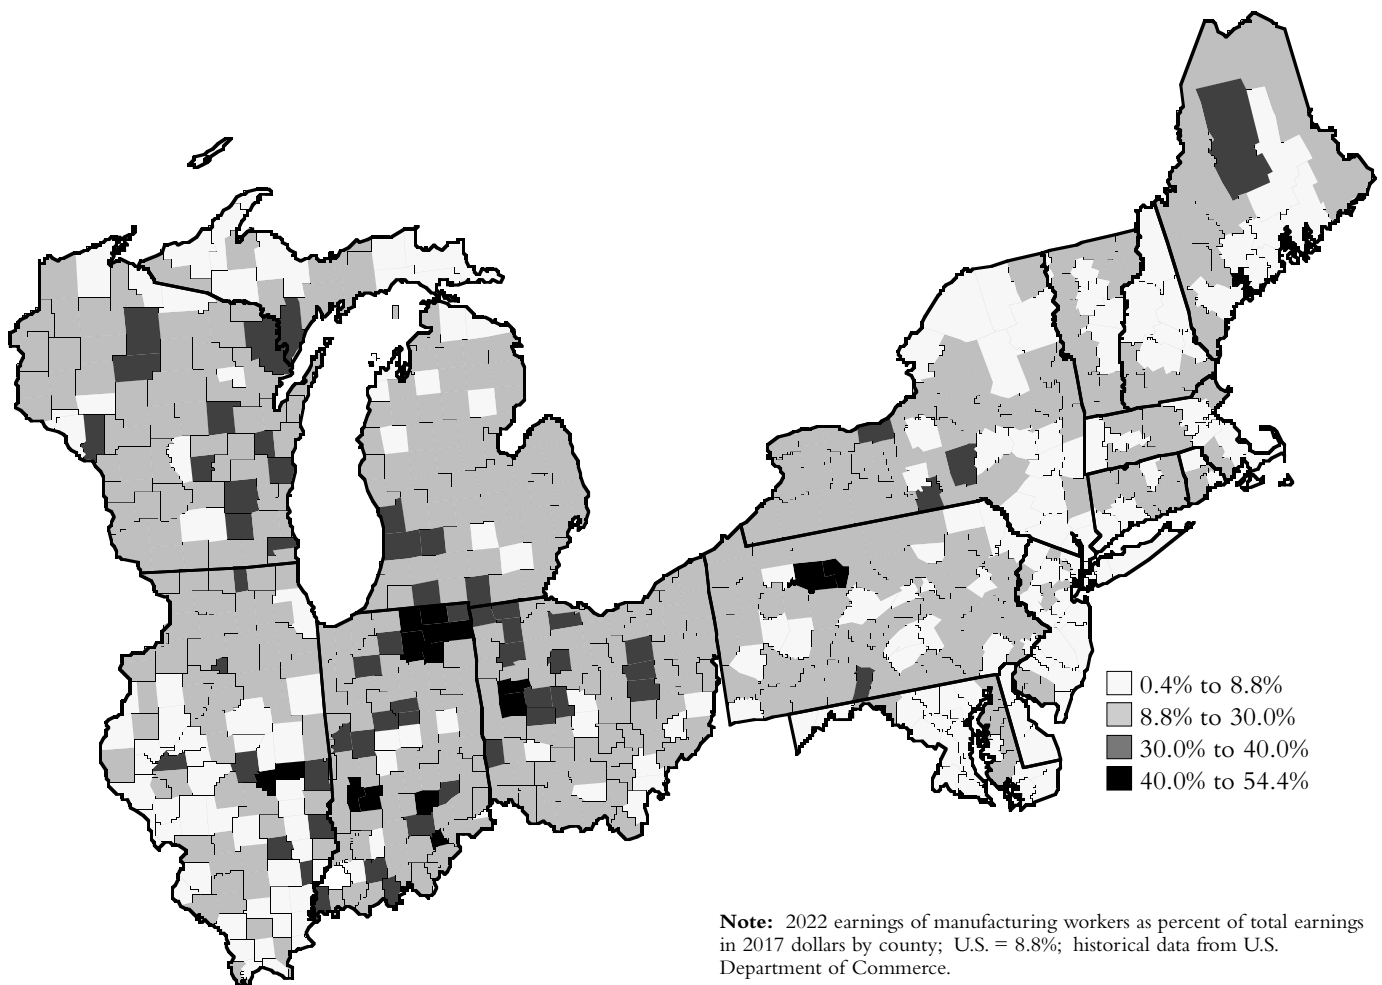 0.4% to 8.8%
8.8% to 30.0%
30.0% to 40.0%
40.0% to 54.4%
Note: 2022 earnings of manufacturing workers as percent of total earnings
in 2017 dollars by county; U.S. = 8.8%; historical data from U.S.
Department of Commerce.